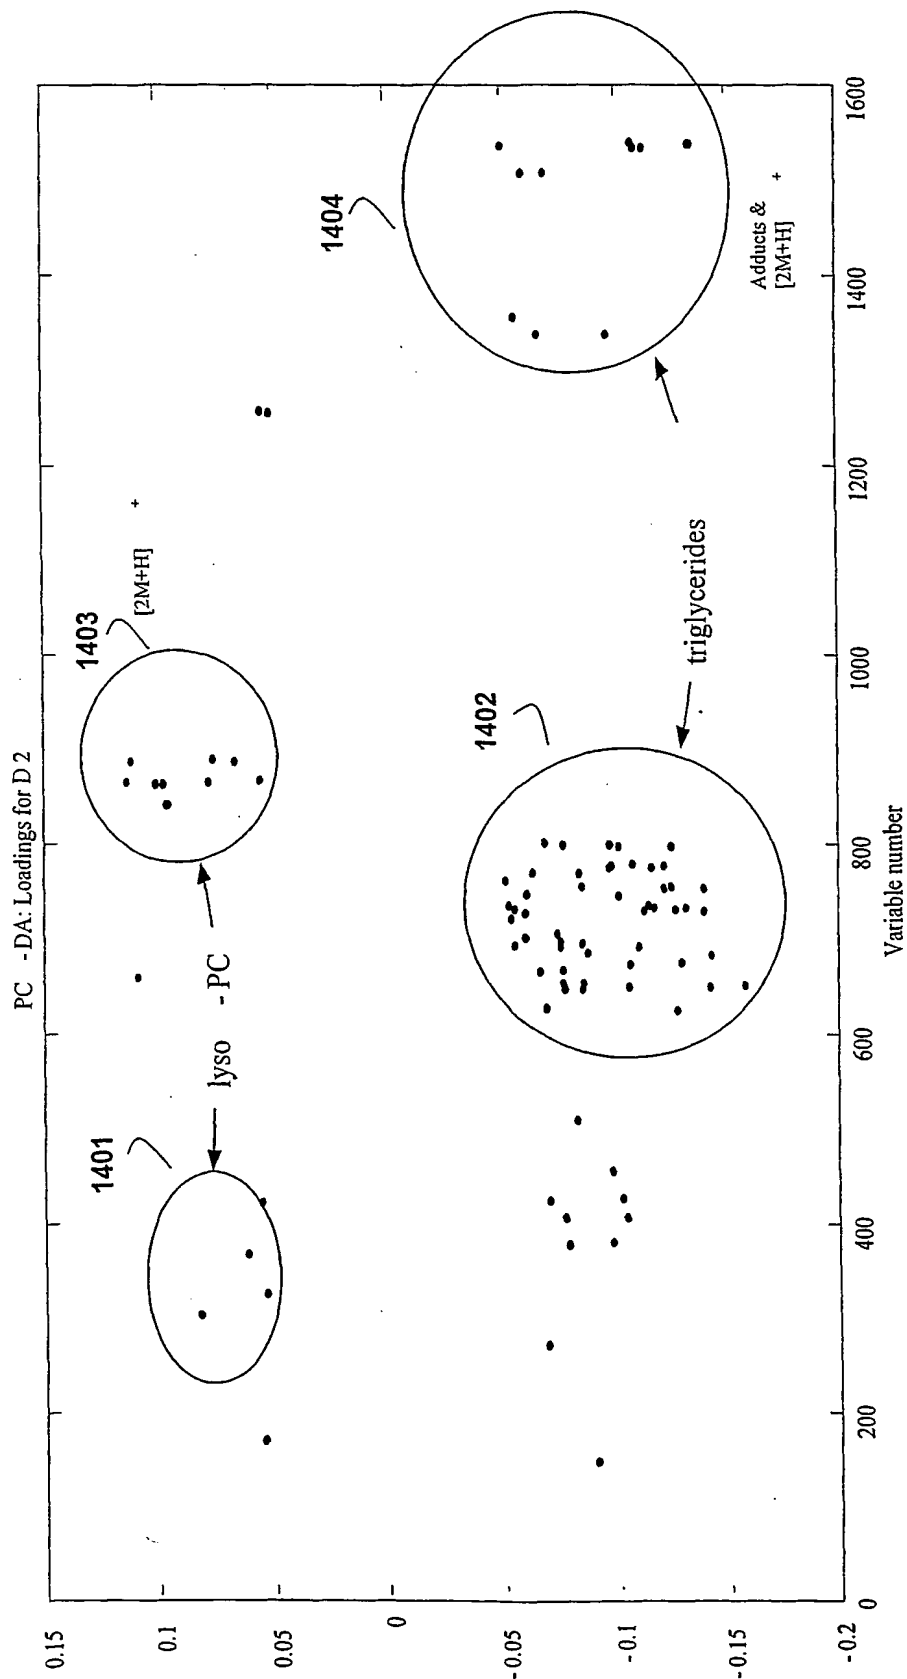 PC -DA: Loadings for D 2
0.15
0.1
0.05
0
-0.05
-0.1
-0.15
-0.2
1401
1403
1402
1404
lyso -PC
[2M+H] +
triglycerides
Adducts &
[2M+H] +
0 200 400 600 800 1000 1200 1400 1600
Variable number